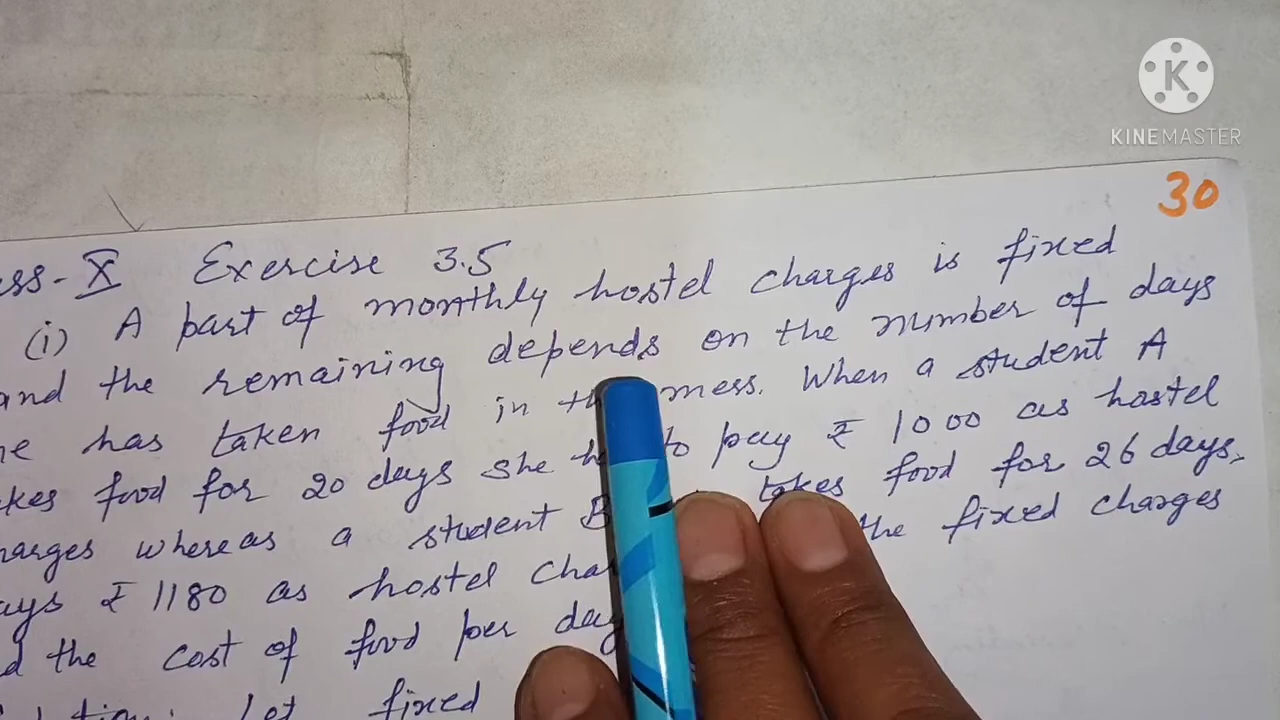 KINEMASTER
30
ss-X Exercise 3.5
(i) A part of monthly hostel charges is fixed
and the remaining depends on the number of days
has taken food in mess. When a student A
kes food for 20 days she to pay ₹ 1000 as hostel
harges whereas a student B takes food for 26 days,
ays ₹ 1180 as hostel the fixed charges
the cost of food per day
Let fixed